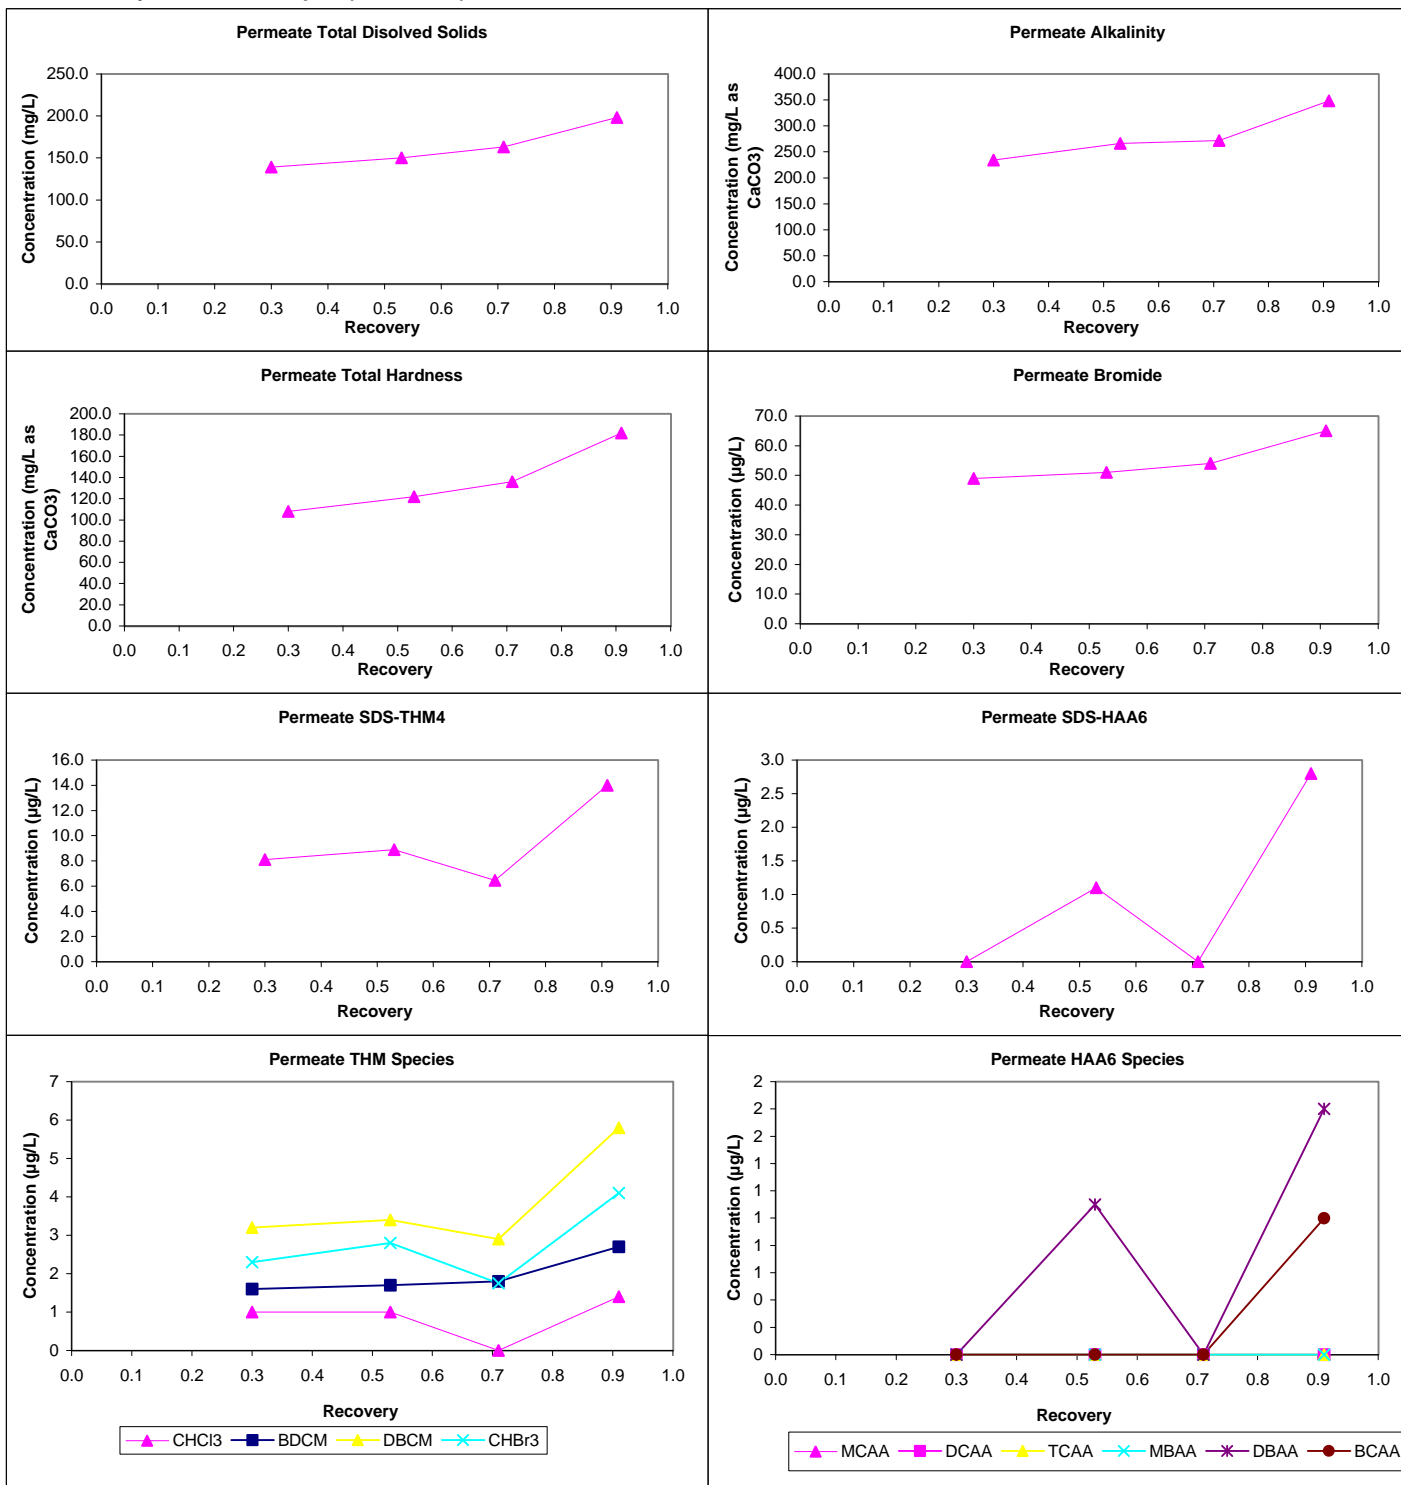 Permeate Total Disolved Solids
Concentration (mg/L)
250.0
200.0
150.0
100.0
50.0
0.0
0.0 0.1 0.2 0.3 0.4 0.5 0.6 0.7 0.8 0.9 1.0
Recovery
Permeate Alkalinity
Concentration (mg/L as
CaCO3)
400.0
350.0
300.0
250.0
200.0
150.0
100.0
50.0
0.0
0.0 0.1 0.2 0.3 0.4 0.5 0.6 0.7 0.8 0.9 1.0
Recovery
Permeate Total Hardness
Concentration (mg/L as
CaCO3)
200.0
180.0
160.0
140.0
120.0
100.0
80.0
60.0
40.0
20.0
0.0
0.0 0.1 0.2 0.3 0.4 0.5 0.6 0.7 0.8 0.9 1.0
Recovery
Permeate Bromide
Concentration (µg/L)
70.0
60.0
50.0
40.0
30.0
20.0
10.0
0.0
0.0 0.1 0.2 0.3 0.4 0.5 0.6 0.7 0.8 0.9 1.0
Recovery
Permeate SDS-THM4
Concentration (µg/L)
16.0
14.0
12.0
10.0
8.0
6.0
4.0
2.0
0.0
0.0 0.1 0.2 0.3 0.4 0.5 0.6 0.7 0.8 0.9 1.0
Recovery
Permeate SDS-HAA6
Concentration (µg/L)
3.0
2.5
2.0
1.5
1.0
0.5
0.0
0.0 0.1 0.2 0.3 0.4 0.5 0.6 0.7 0.8 0.9 1.0
Recovery
Permeate THM Species
Concentration (µg/L)
7
6
5
4
3
2
1
0
0.0 0.1 0.2 0.3 0.4 0.5 0.6 0.7 0.8 0.9 1.0
Recovery
CHCl3 BDCM DBCM CHBr3
Permeate HAA6 Species
Concentration (µg/L)
2
2
2
1
1
1
1
1
0
0
0
0.0 0.1 0.2 0.3 0.4 0.5 0.6 0.7 0.8 0.9 1.0
Recovery
MCAA DCAA TCAA MBAA DBAA BCAA